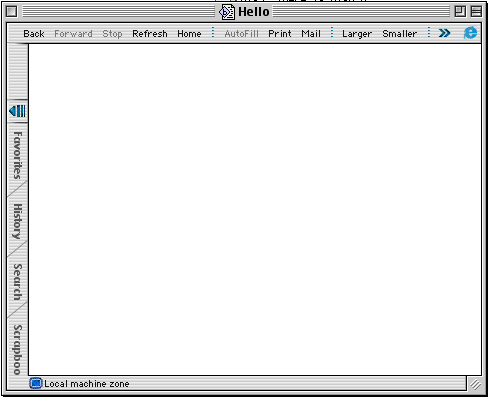 Hello
Back Forward Stop Refresh Home AutoFill Print Mail Larger Smaller
Favorites
History
Search
Scrapboo
Local machine zone